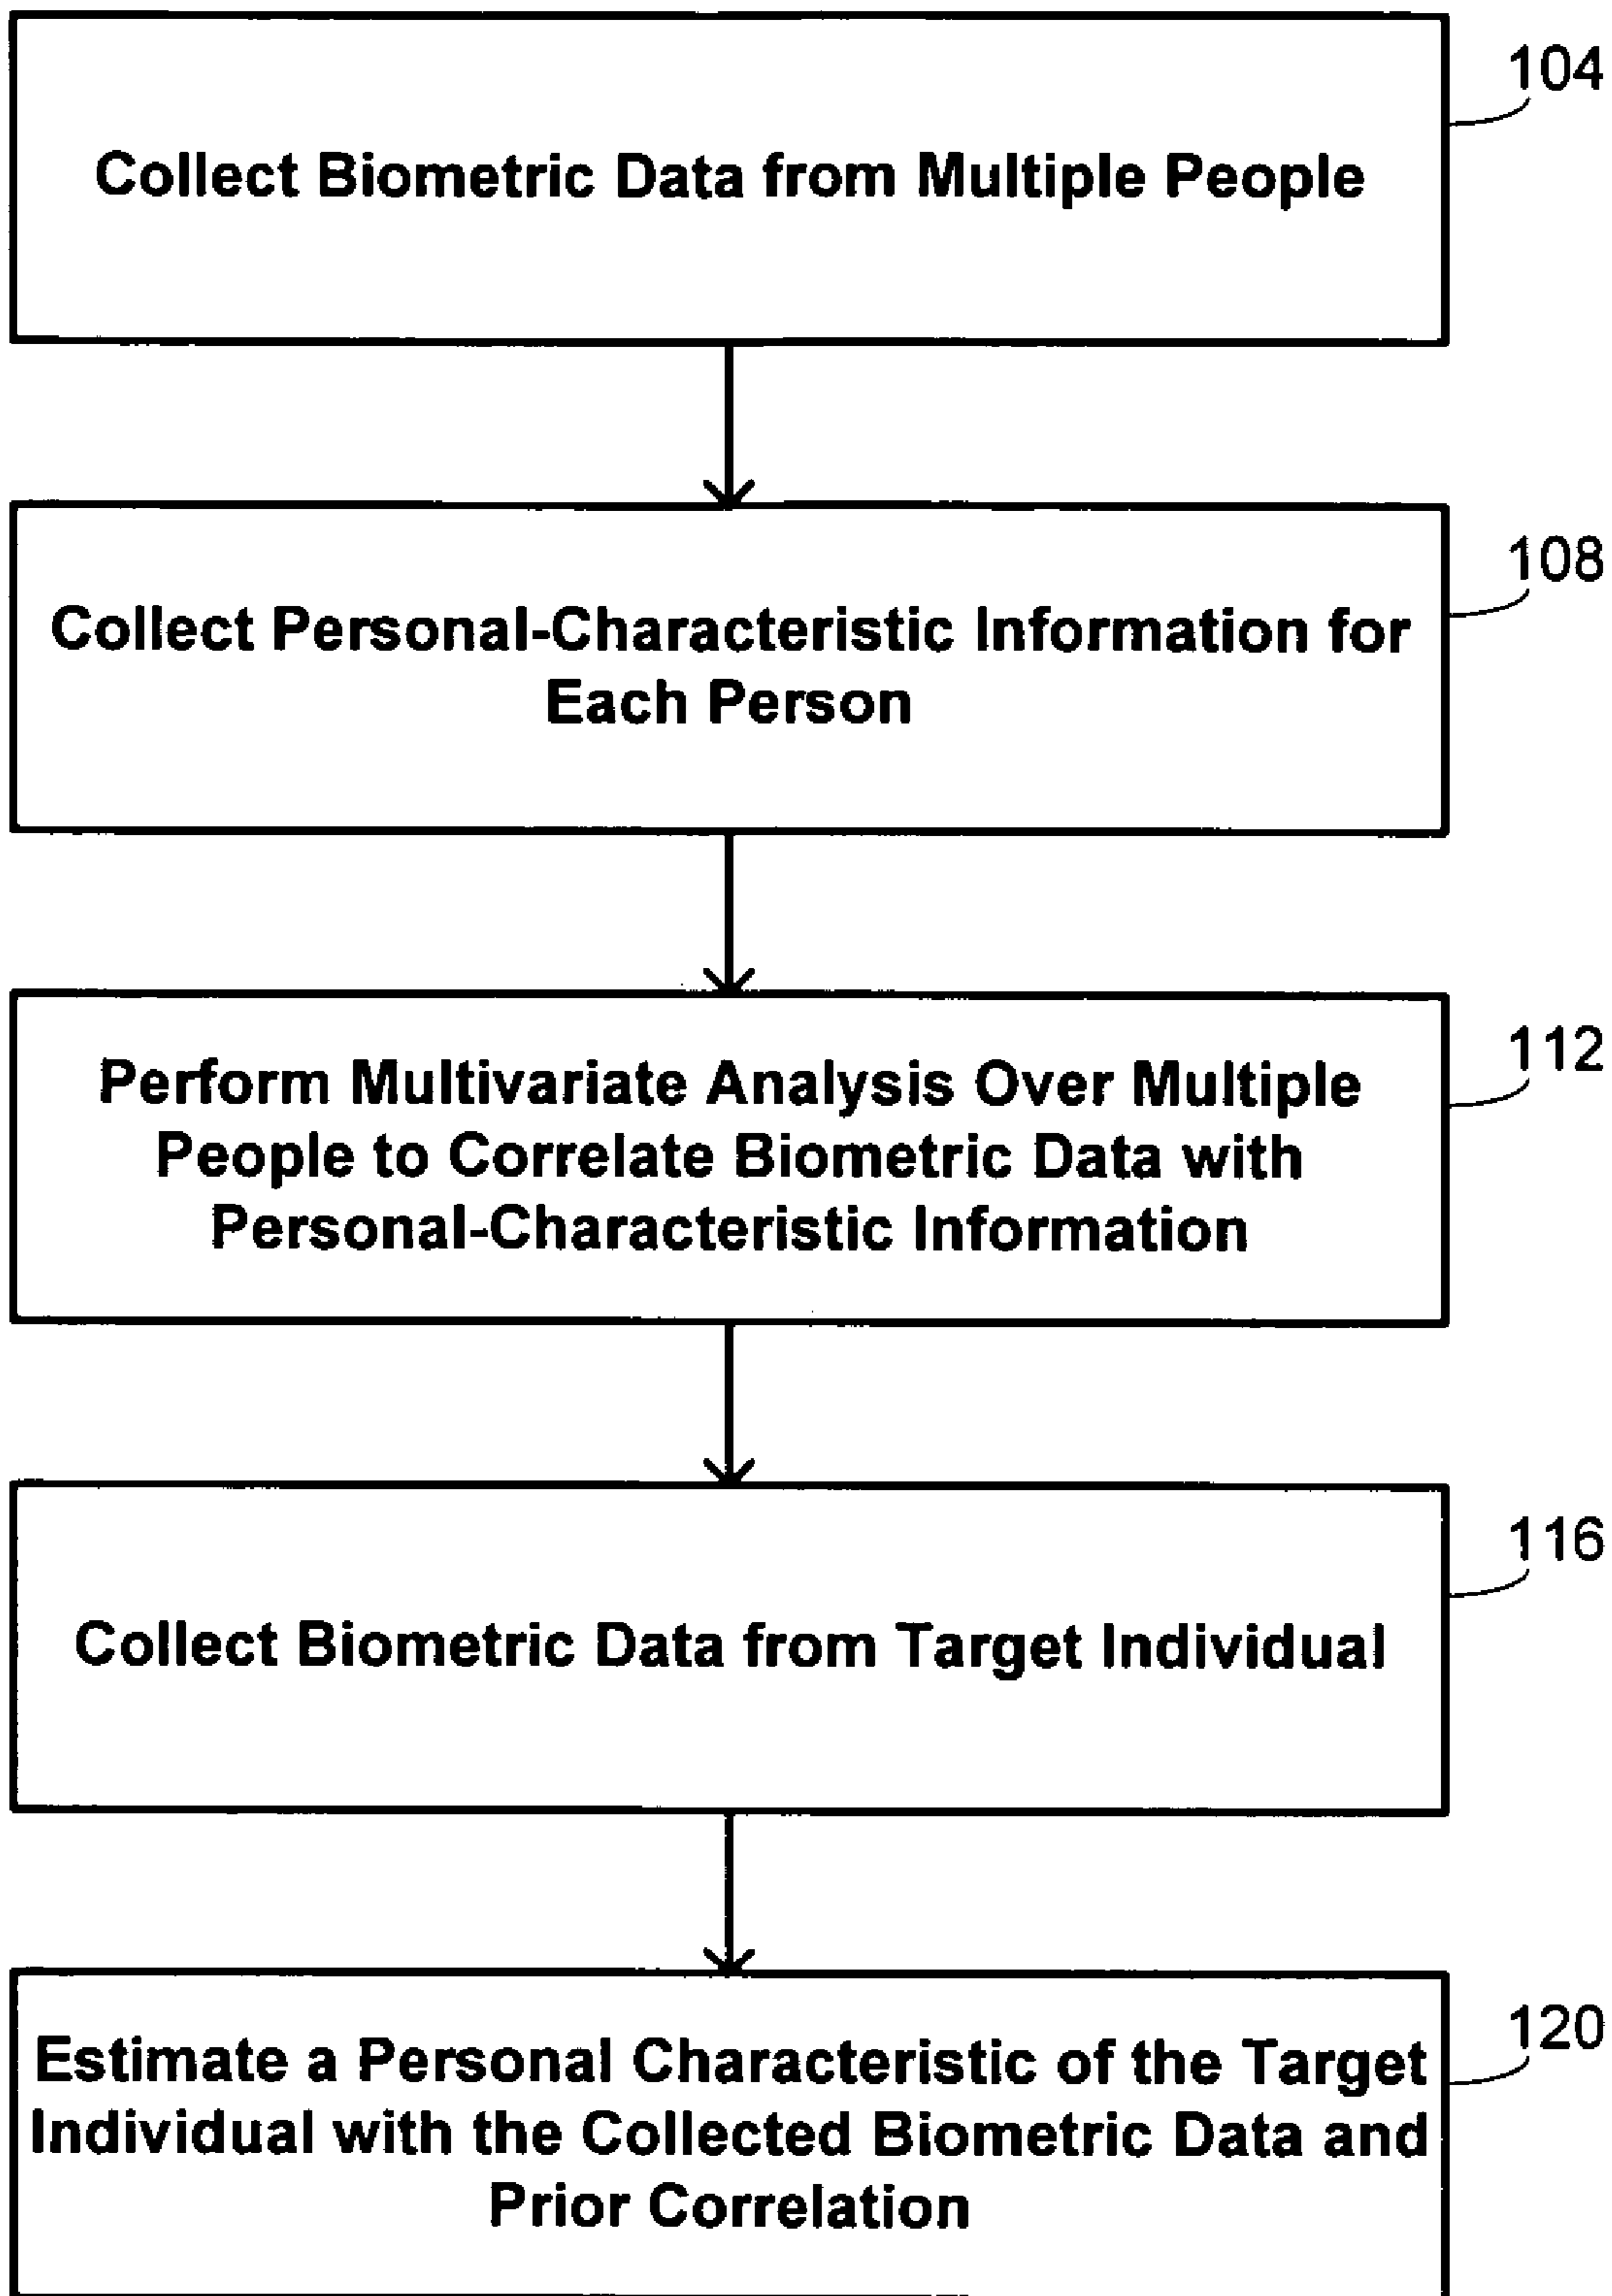 104
Collect Biometric Data from Multiple People
108
Collect Personal-Characteristic Information for
Each Person
112
Perform Multivariate Analysis Over Multiple
People to Correlate Biometric Data with
Personal-Characteristic Information
116
Collect Biometric Data from Target Individual
120
Estimate a Personal Characteristic of the Target
Individual with the Collected Biometric Data and
Prior Correlation